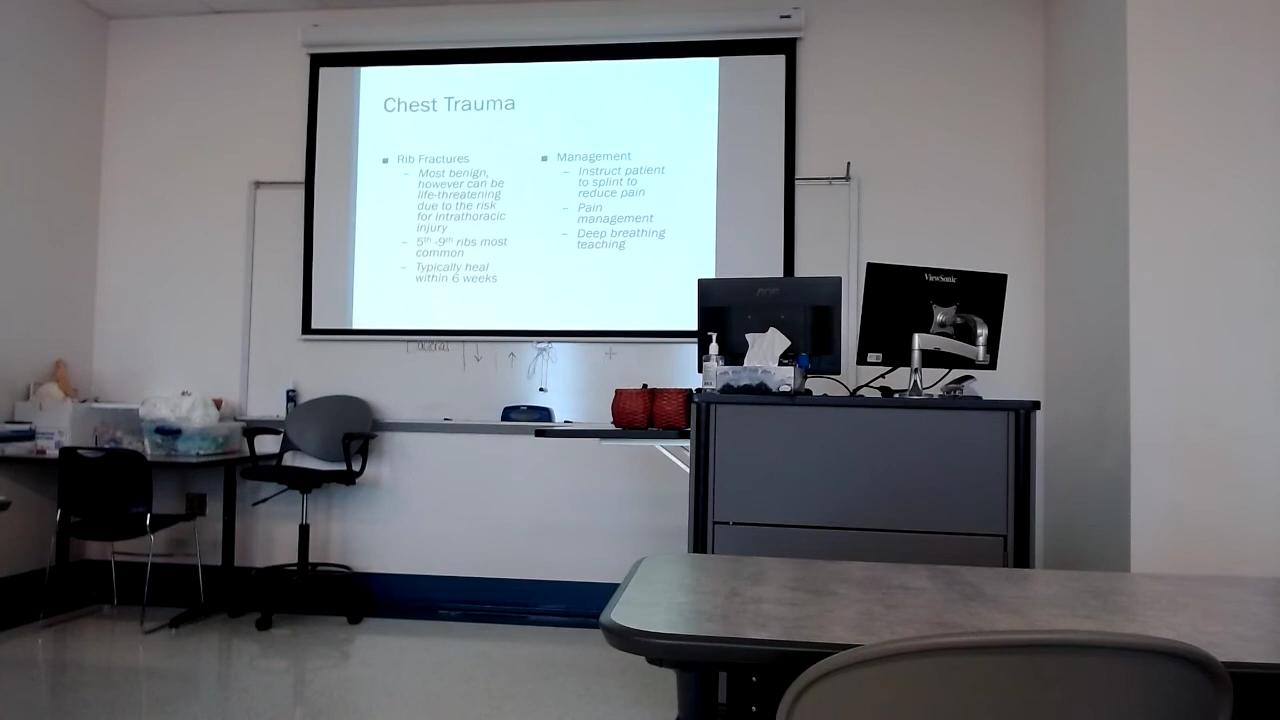 Chest Trauma
Rib Fractures
– Most benign,
however can be
life-threatening
due to the risk
for intrathoracic
injury
– 5th -9th ribs most
common
– Typically heal
within 6 weeks
Management
– Instruct patient
to splint to
reduce pain
– Pain
management
– Deep breathing
teaching
AOC
ViewSonic